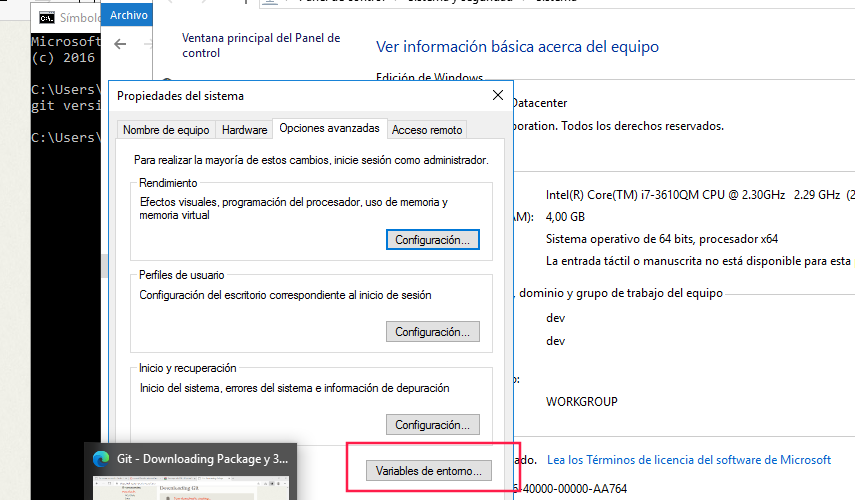 Símbolo
Archivo
Panel de control
Sistema y seguridad
Sistema
Microsoft
(c) 2016
C:\Users\
git versi
C:\Users\
Ventana principal del Panel de
control
Ver información básica acerca del equipo
Edición de Windows
Datacenter
poration. Todos los derechos reservados.
Propiedades del sistema
Nombre de equipo
Hardware
Opciones avanzadas
Acceso remoto
Para realizar la mayoría de estos cambios, inicie sesión como administrador.
Rendimiento
Efectos visuales, programación del procesador, uso de memoria y
memoria virtual
Configuración...
Perfiles de usuario
Configuración del escritorio correspondiente al inicio de sesión
Configuración...
Inicio y recuperación
Inicio del sistema, errores del sistema e información de depuración
Configuración...
Variables de entorno...
Intel(R) Core(TM) i7-3610QM CPU @ 2.30GHz 2.29 GHz (2
AM): 4,00 GB
Sistema operativo de 64 bits, procesador x64
La entrada táctil o manuscrita no está disponible para esta
, dominio y grupo de trabajo del equipo
dev
dev
o:
WORKGROUP
ado. Lea los Términos de licencia del software de Microsoft
6-40000-00000-AA764
Git - Downloading Package y 3...
Downloading Git